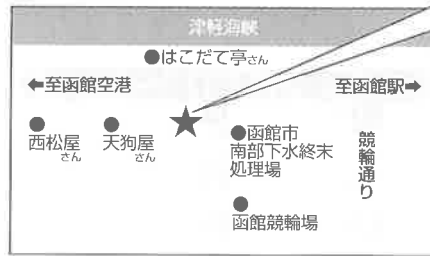 津軽海峡
●はこだて亭さん
←至函館空港
至函館駅→
●
西松屋
さん
●
天狗屋
さん
★
●函館市
南部下水終末
処理場
競輪通り
●
函館競輪場